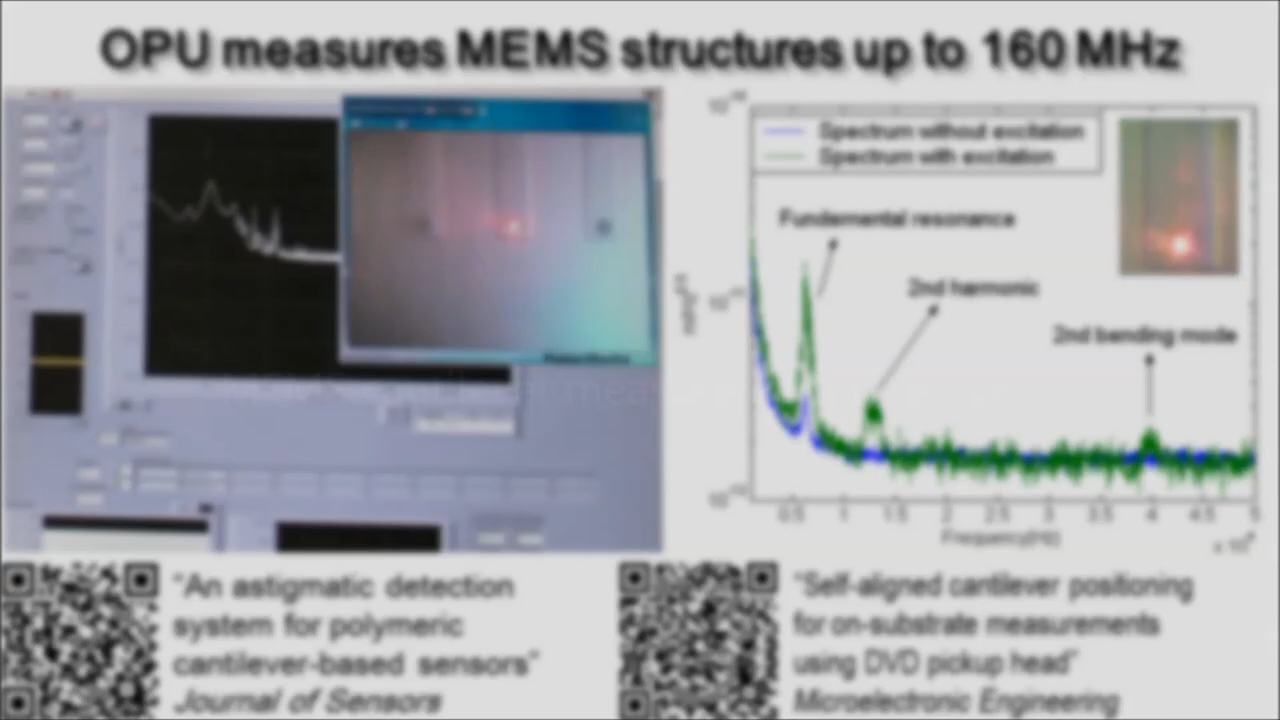 OPU measures MEMS structures up to 160 MHz
Spectrum without excitation
Spectrum with excitation
Fundamental resonance
2nd harmonic
2nd bending mode
0.5 1 1.5 2 2.5 3 3.5 4 4.5 5
Frequency(Hz)
"An astigmatic detection
system for polymeric
cantilever-based sensors"
Journal of Sensors
"Self-aligned cantilever positioning
for on-substrate measurements
using DVD pickup head"
Microelectronic Engineering